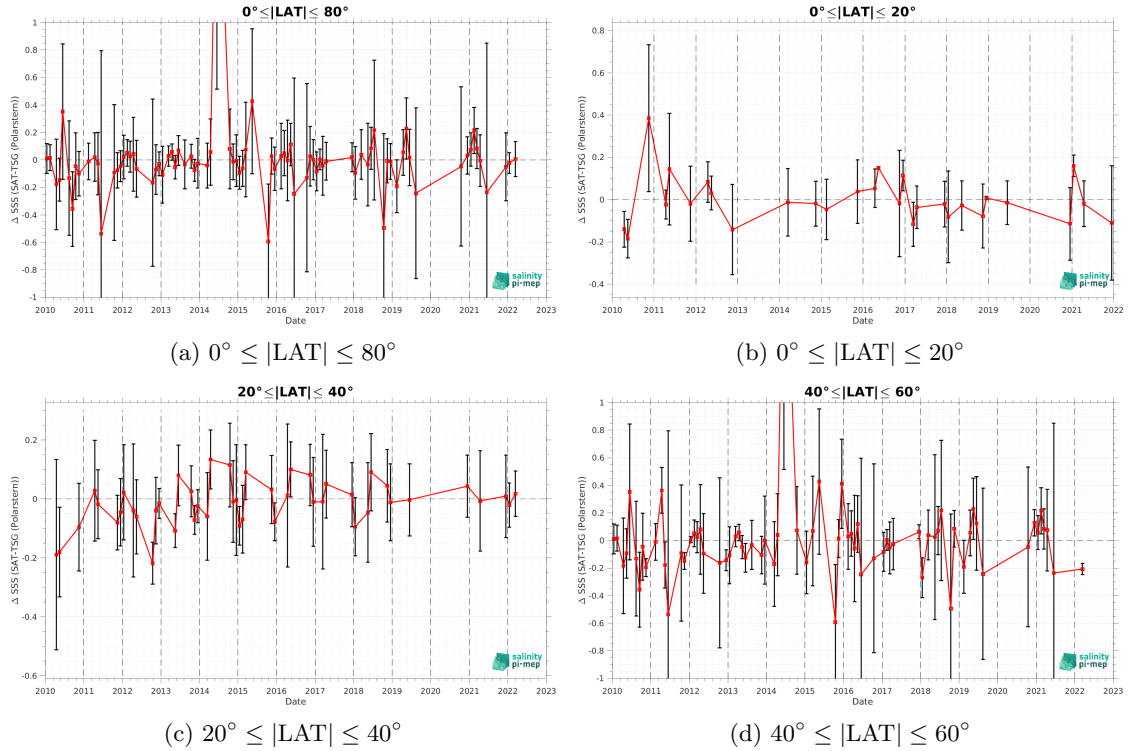 0°≤|LAT|≤ 80°
1
0.8
0.6
0.4
0.2
0
-0.2
-0.4
-0.6
-0.8
-1
Δ SSS (SAT-TSG (Polarstern))
2010 2011 2012 2013 2014 2015 2016 2017 2018 2019 2020 2021 2022 2023
Date
salinity
pi-mep
(a) 0° ≤ |LAT| ≤ 80°
0°≤|LAT|≤ 20°
0.8
0.6
0.4
0.2
0
-0.2
-0.4
Δ SSS (SAT-TSG (Polarstern))
2010 2011 2012 2013 2014 2015 2016 2017 2018 2019 2020 2021 2022
Date
salinity
pi-mep
(b) 0° ≤ |LAT| ≤ 20°
20°≤|LAT|≤ 40°
0.2
0
-0.2
-0.4
-0.6
Δ SSS (SAT-TSG (Polarstern))
2010 2011 2012 2013 2014 2015 2016 2017 2018 2019 2020 2021 2022 2023
Date
salinity
pi-mep
(c) 20° ≤ |LAT| ≤ 40°
40°≤|LAT|≤ 60°
1
0.8
0.6
0.4
0.2
0
-0.2
-0.4
-0.6
-0.8
-1
Δ SSS (SAT-TSG (Polarstern))
2010 2011 2012 2013 2014 2015 2016 2017 2018 2019 2020 2021 2022 2023
Date
salinity
pi-mep
(d) 40° ≤ |LAT| ≤ 60°